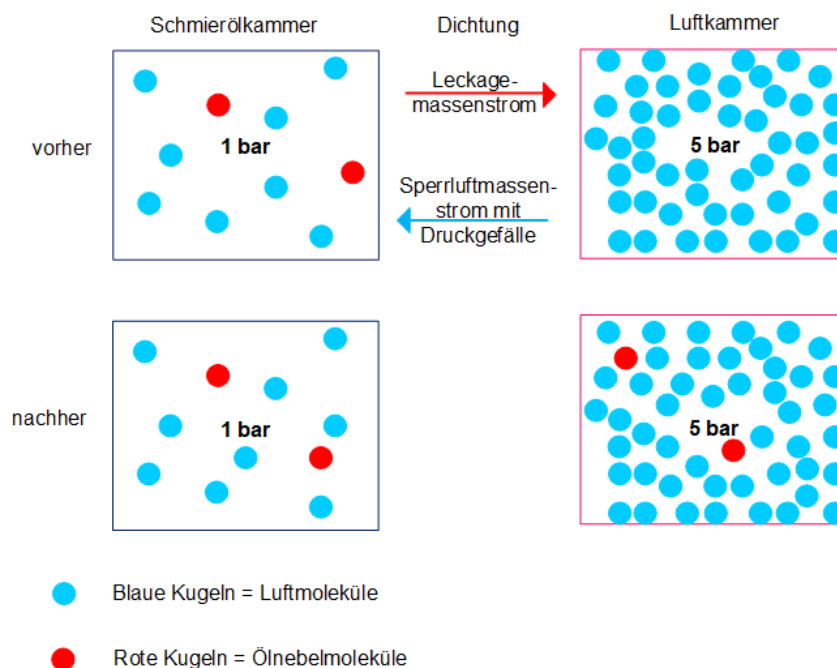 Schmierölkammer
Dichtung
Luftkammer
vorher
1 bar
Leckage-
massenstrom
Sperrluftmassen-
strom mit
Druckgefälle
5 bar
nachher
1 bar
5 bar
Blaue Kugeln = Luftmoleküle
Rote Kugeln = Ölnebelmoleküle